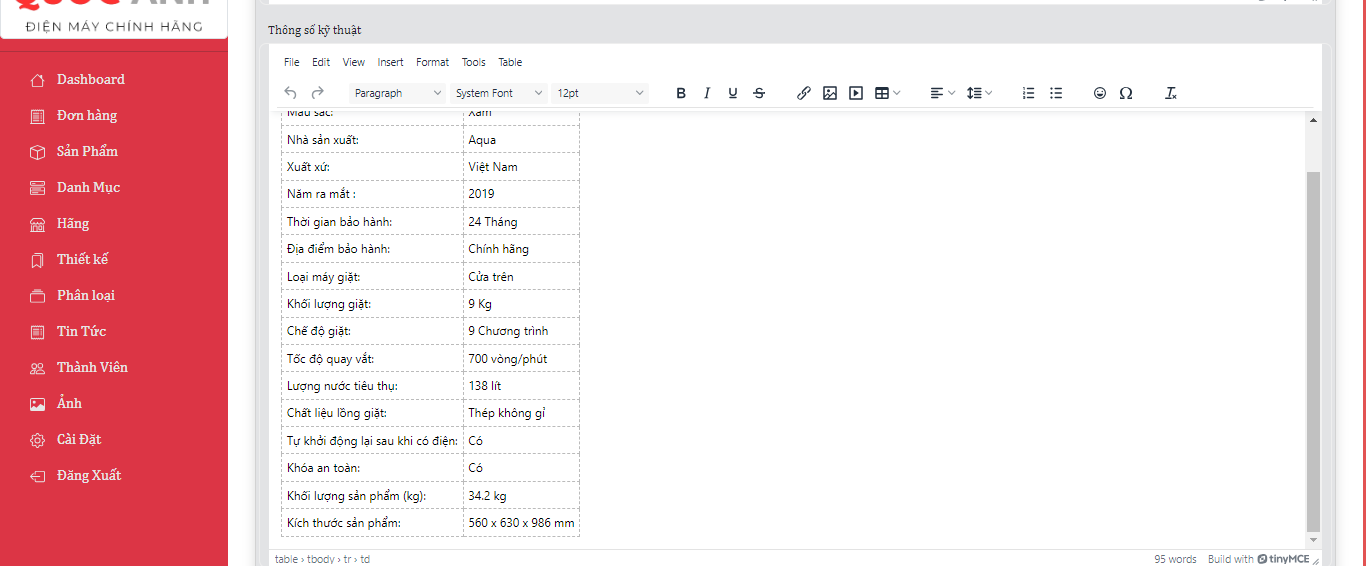 QUỐC ANH
ĐIỆN MÁY CHÍNH HÃNG
Dashboard
Đơn hàng
Sản Phẩm
Danh Mục
Hãng
Thiết kế
Phân loại
Tin Tức
Thành Viên
Ảnh
Cài Đặt
Đăng Xuất
Thông số kỹ thuật
File Edit View Insert Format Tools Table
Paragraph System Font 12pt B I U S
Màu sắc: Xám
Nhà sản xuất: Aqua
Xuất xứ: Việt Nam
Năm ra mắt : 2019
Thời gian bảo hành: 24 Tháng
Địa điểm bảo hành: Chính hãng
Loại máy giặt: Cửa trên
Khối lượng giặt: 9 Kg
Chế độ giặt: 9 Chương trình
Tốc độ quay vắt: 700 vòng/phút
Lượng nước tiêu thụ: 138 lít
Chất liệu lồng giặt: Thép không gỉ
Tự khởi động lại sau khi có điện: Có
Khóa an toàn: Có
Khối lượng sản phẩm (kg): 34.2 kg
Kích thước sản phẩm: 560 x 630 x 986 mm
table › tbody › tr › td 95 words Build with tinyMCE